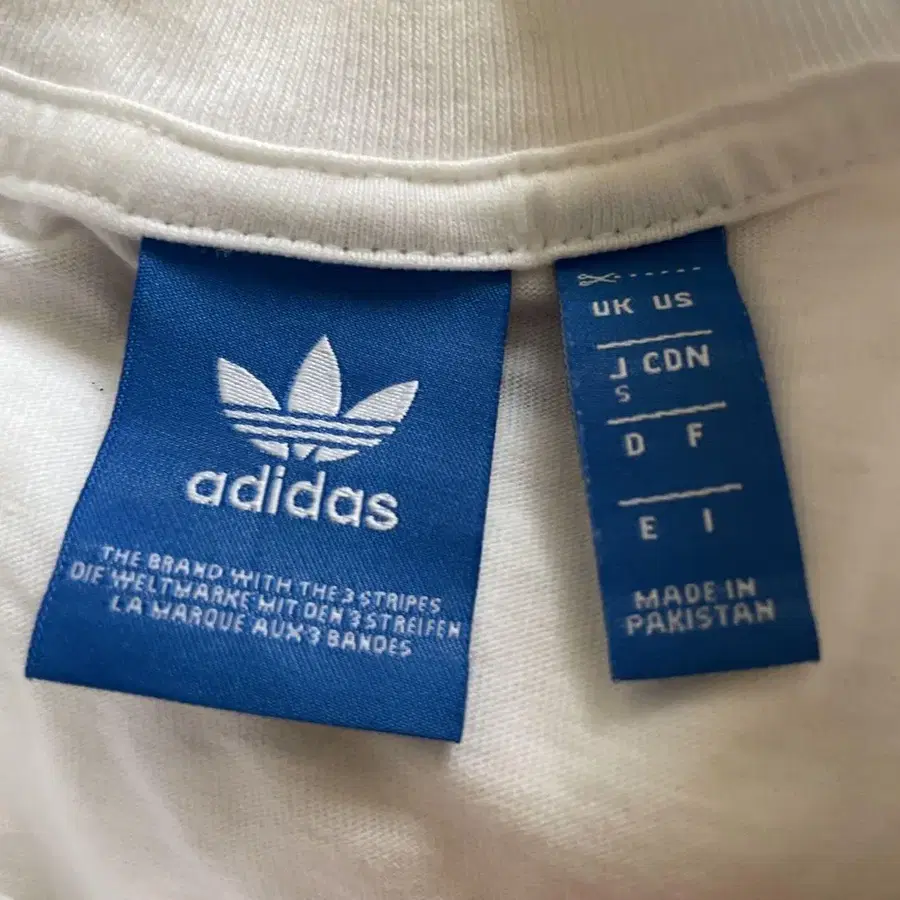 adidas
THE BRAND WITH THE 3 STRIPES
DIE WELTMARKE MIT DEN 3 STREIFEN
LA MARQUE AUX 3 BANDES
UK US
J CDN
S
D F
E I
MADE IN
PAKISTAN